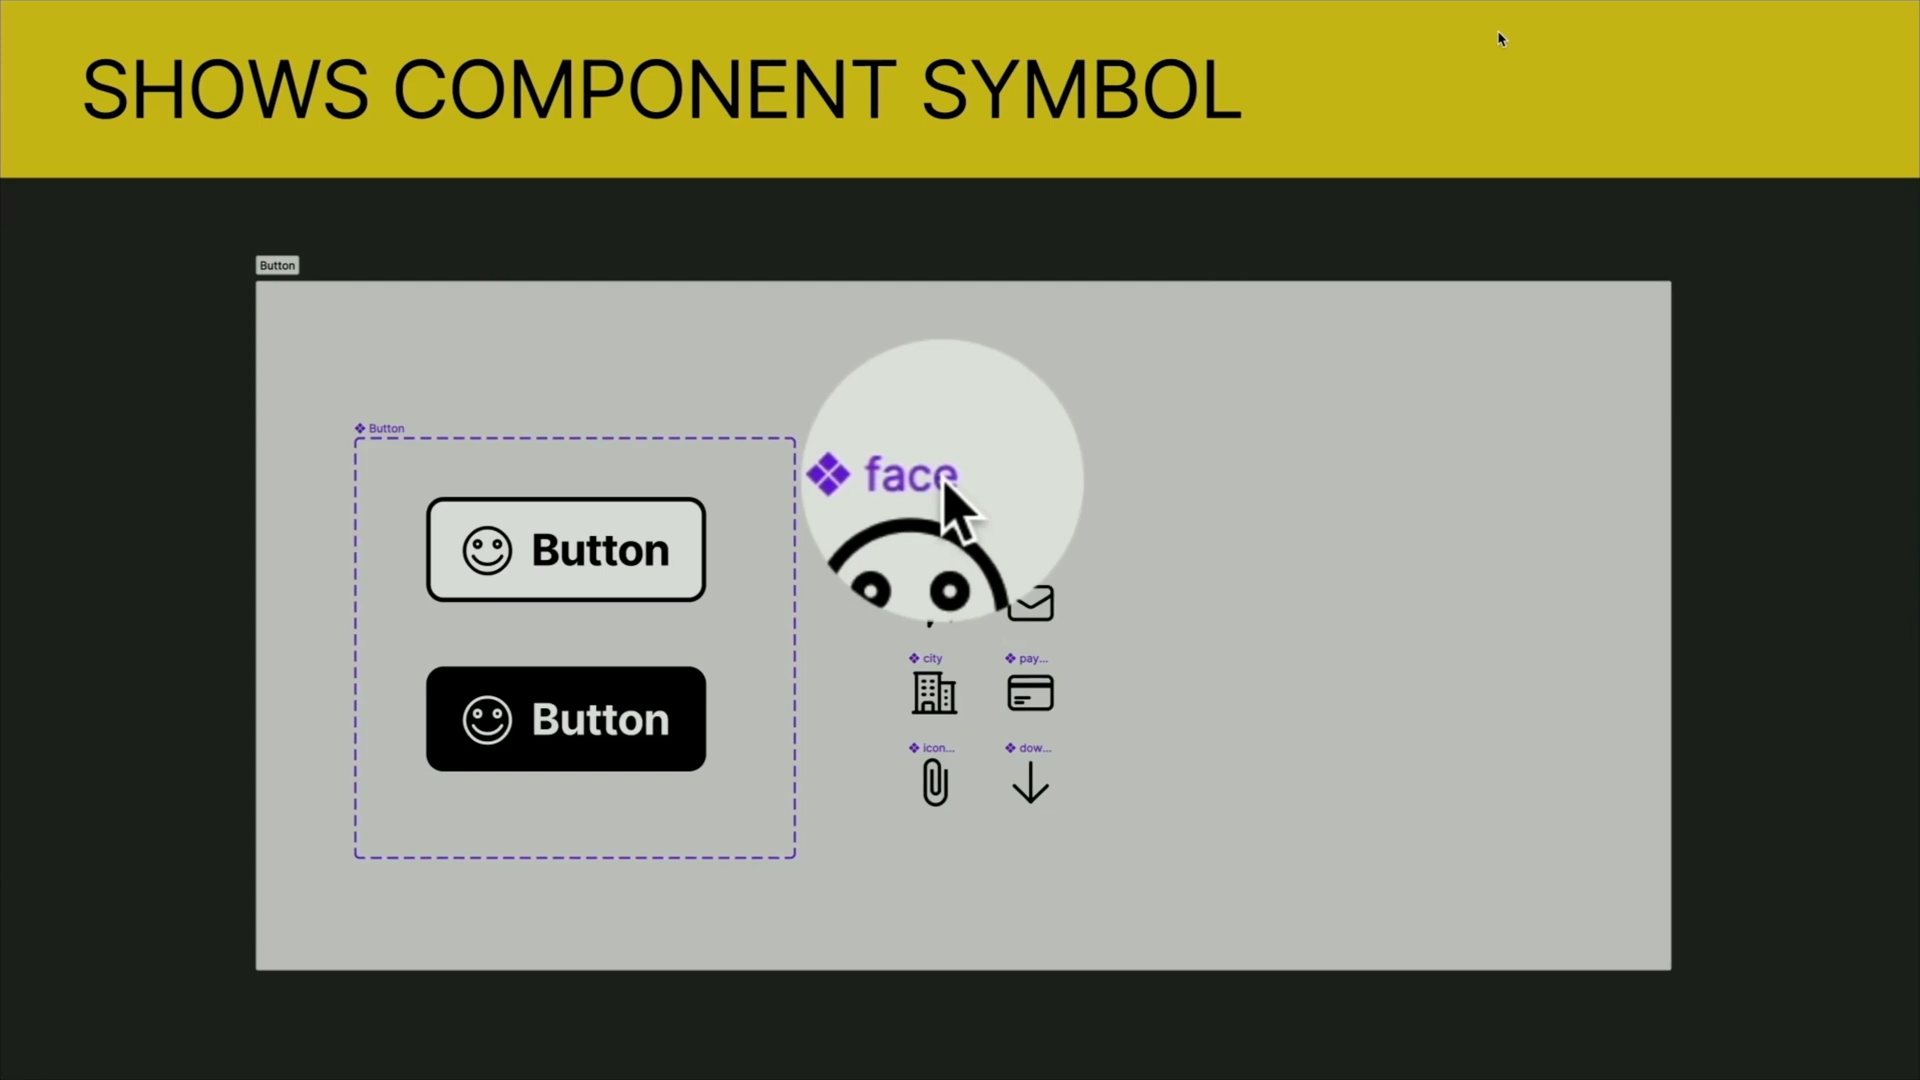 SHOWS COMPONENT SYMBOL
Button
Button
face
Button
city
pay...
Button
icon...
dow...